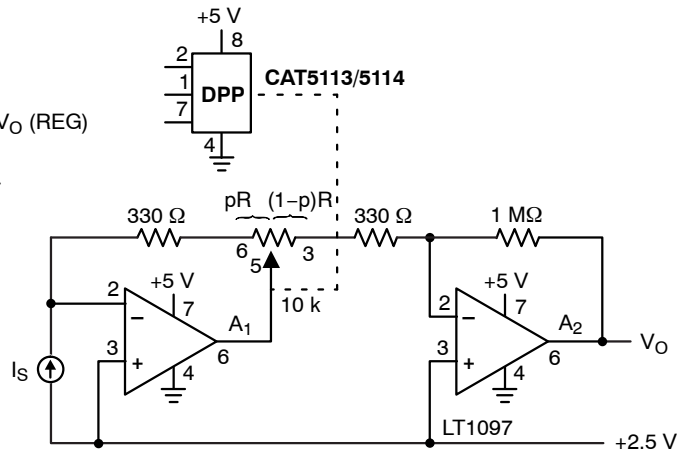 +5 V
8
2
1
7
DPP
CAT5113/5114
V_O (REG)
4
pR (1−p)R
330 Ω
330 Ω
1 MΩ
6
5
3
10 k
+5 V
+5 V
2
7
2
7
−
−
A1
A2
3
+
6
3
+
6
V_O
I_S
4
4
LT1097
+2.5 V